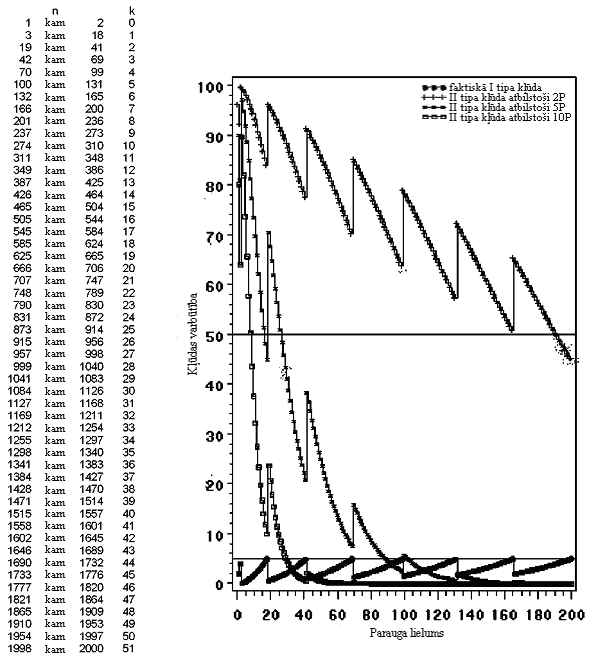 n k
1 kam 2 0
3 kam 18 1
19 kam 41 2
42 kam 69 3
70 kam 99 4
100 kam 131 5
132 kam 165 6
166 kam 200 7
201 kam 236 8
237 kam 273 9
274 kam 310 10
311 kam 348 11
349 kam 386 12
387 kam 425 13
426 kam 464 14
465 kam 504 15
505 kam 544 16
545 kam 584 17
585 kam 624 18
625 kam 665 19
666 kam 706 20
707 kam 747 21
748 kam 789 22
790 kam 830 23
831 kam 872 24
873 kam 914 25
915 kam 956 26
957 kam 998 27
999 kam 1040 28
1041 kam 1083 29
1084 kam 1126 30
1127 kam 1168 31
1169 kam 1211 32
1212 kam 1254 33
1255 kam 1297 34
1298 kam 1340 35
1341 kam 1383 36
1384 kam 1427 37
1428 kam 1470 38
1471 kam 1514 39
1515 kam 1557 40
1558 kam 1601 41
1602 kam 1645 42
1646 kam 1689 43
1690 kam 1732 44
1733 kam 1776 45
1777 kam 1820 46
1821 kam 1864 47
1865 kam 1909 48
1910 kam 1953 49
1954 kam 1997 50
1998 kam 2000 51
faktiskā I tipa kļūda
II tipa kļūda atbilstoši 2P
II tipa kļūda atbilstoši 5P
II tipa kļūda atbilstoši 10P
Kļūdas varbūtība
100
90
80
70
60
50
40
30
20
10
0
0 20 40 60 80 100 120 140 160 180 200
Parauga lielums